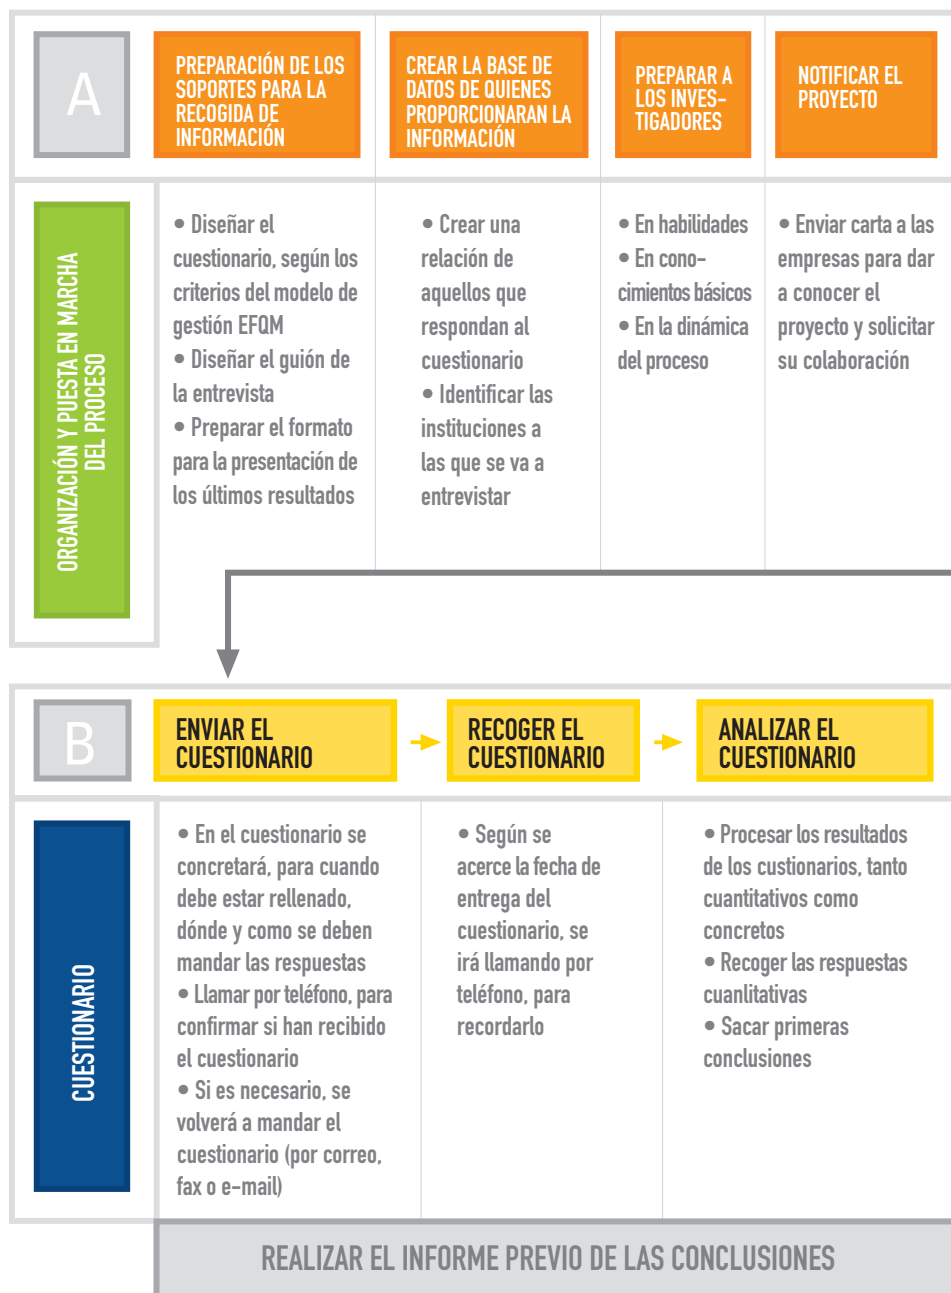 A
PREPARACIÓN DE LOS
SOPORTES PARA LA
RECOGIDA DE
INFORMACIÓN
CREAR LA BASE DE
DATOS DE QUIENES
PROPORCIONARAN LA
INFORMACIÓN
PREPARAR A
LOS INVES-
TIGADORES
NOTIFICAR EL
PROYECTO
ORGANIZACIÓN Y PUESTA EN MARCHA
DEL PROCESO
• Diseñar el
cuestionario, según los
criterios del modelo de
gestión EFQM
• Diseñar el guión de
la entrevista
• Preparar el formato
para la presentación de
los últimos resultados
• Crear una
relación de
aquellos que
respondan al
cuestionario
• Identificar las
instituciones a
las que se va a
entrevistar
• En habilidades
• En cono-
cimientos básicos
• En la dinámica
del proceso
• Enviar carta a las
empresas para dar
a conocer el
proyecto y solicitar
su colaboración
B
ENVIAR EL
CUESTIONARIO
RECOGER EL
CUESTIONARIO
ANALIZAR EL
CUESTIONARIO
CUESTIONARIO
• En el cuestionario se
concretará, para cuando
debe estar rellenado,
dónde y como se deben
mandar las respuestas
• Llamar por teléfono, para
confirmar si han recibido
el cuestionario
• Si es necesario, se
volverá a mandar el
cuestionario (por correo,
fax o e-mail)
• Según se
acerce la fecha de
entrega del
cuestionario, se
irá llamando por
teléfono, para
recordarlo
• Procesar los resultados
de los custionarios, tanto
cuantitativos como
concretos
• Recoger las respuestas
cuanlitativas
• Sacar primeras
conclusiones
REALIZAR EL INFORME PREVIO DE LAS CONCLUSIONES